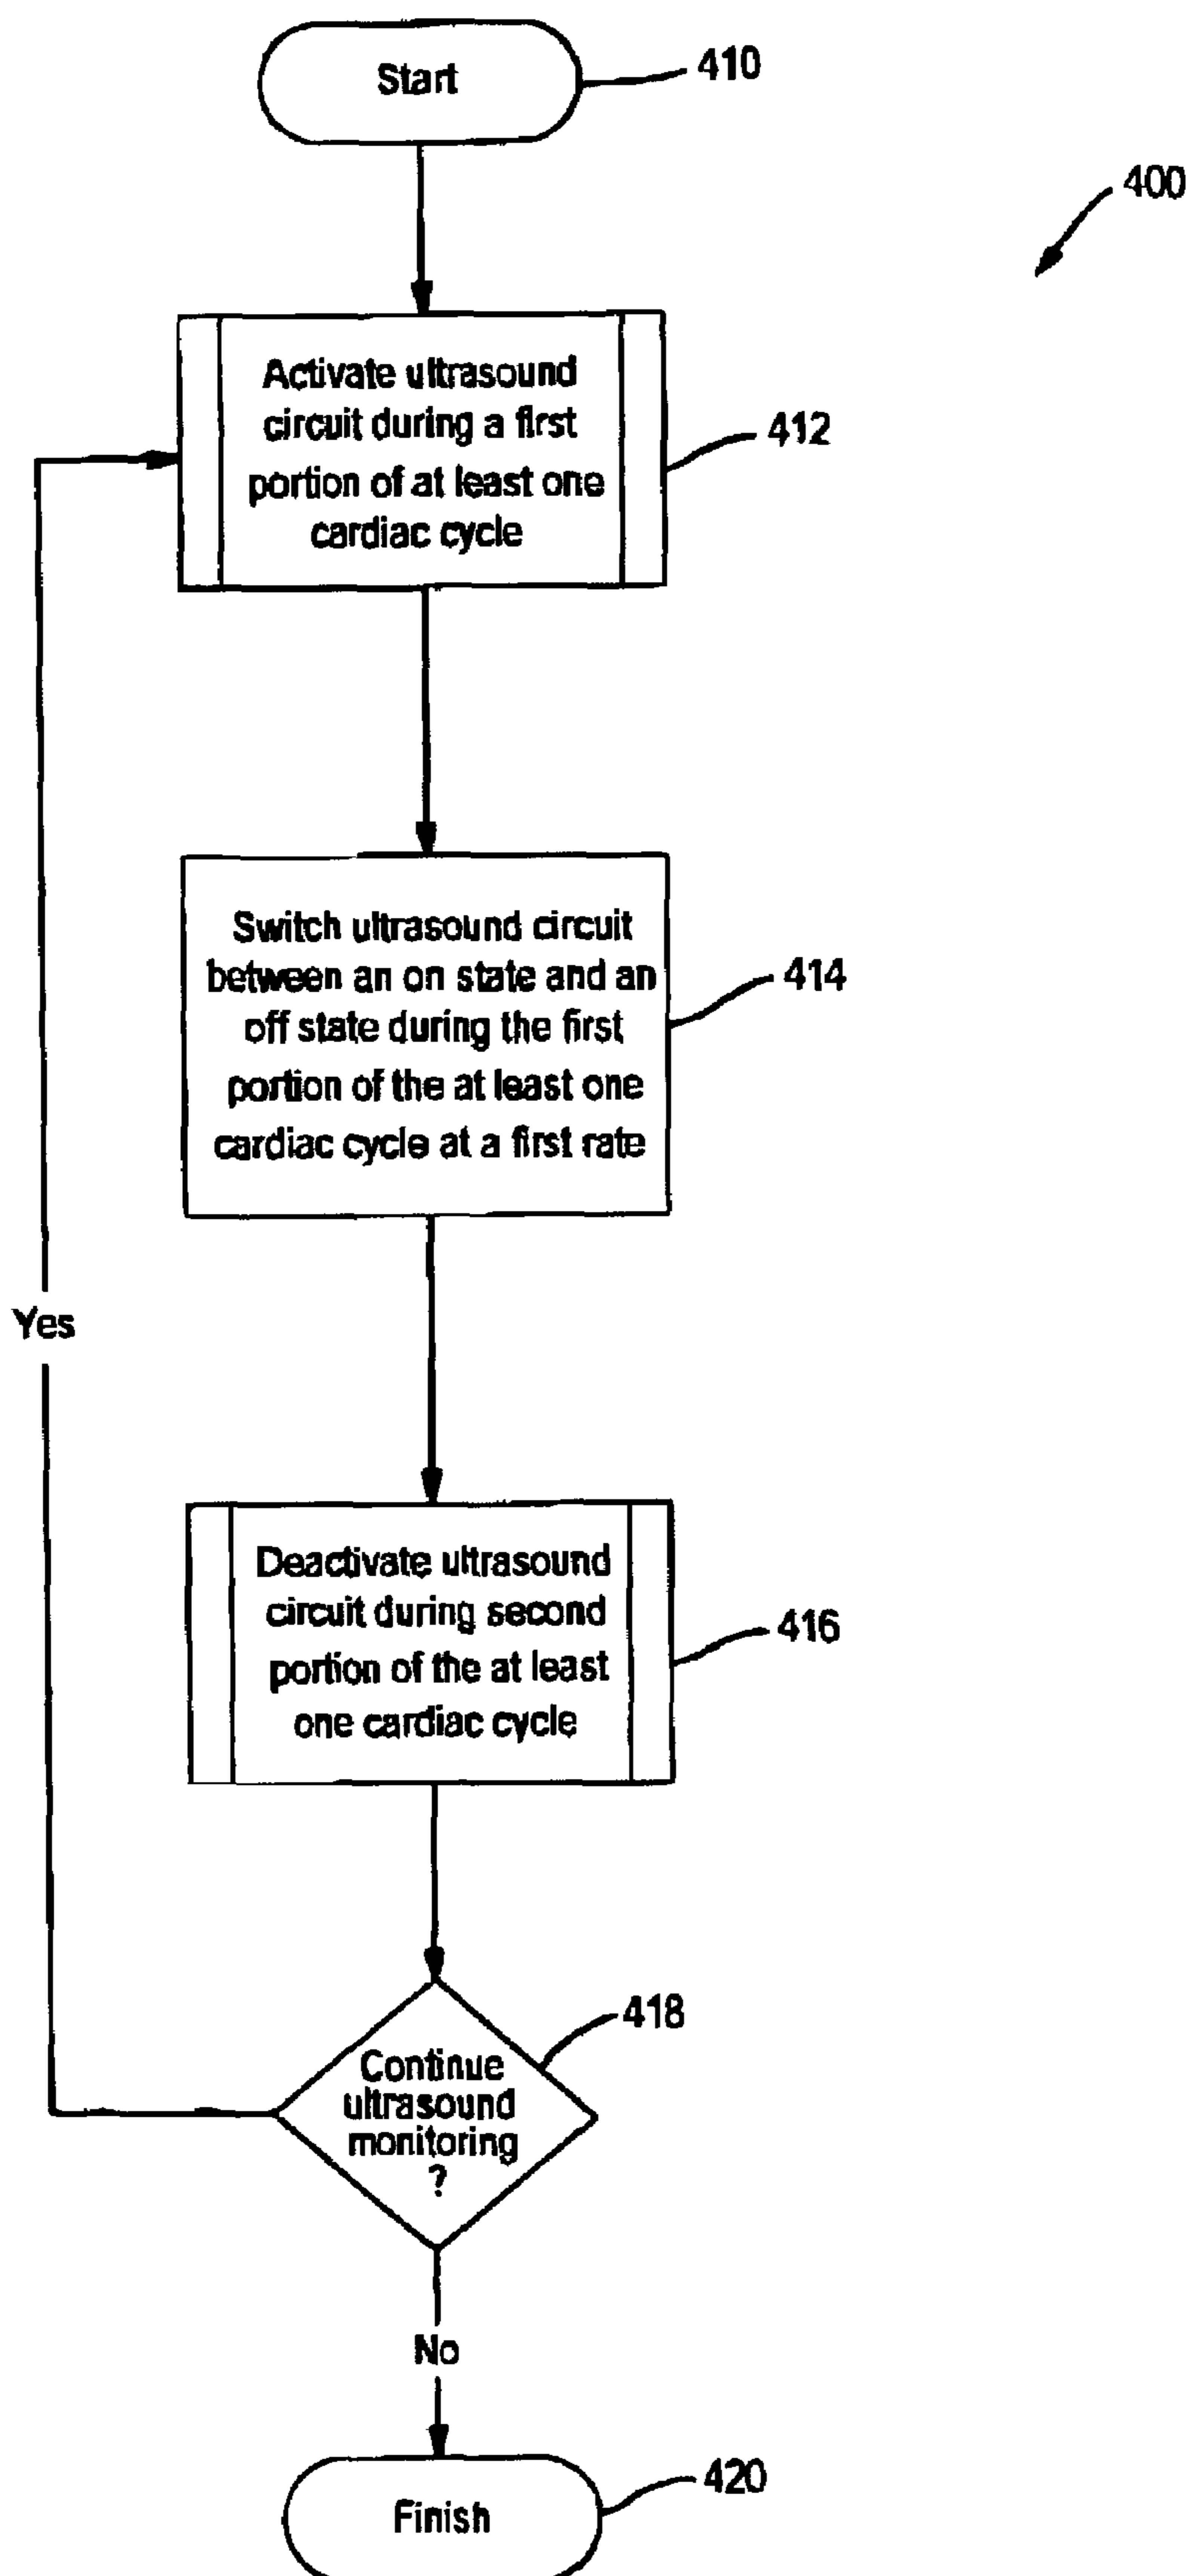 Start
410
400
Activate ultrasound
circuit during a first
portion of at least one
cardiac cycle
412
Switch ultrasound circuit
between an on state and an
off state during the first
portion of the at least one
cardiac cycle at a first rate
414
Yes
Deactivate ultrasound
circuit during second
portion of the at least
one cardiac cycle
416
418
Continue
ultrasound
monitoring
?
No
Finish
420